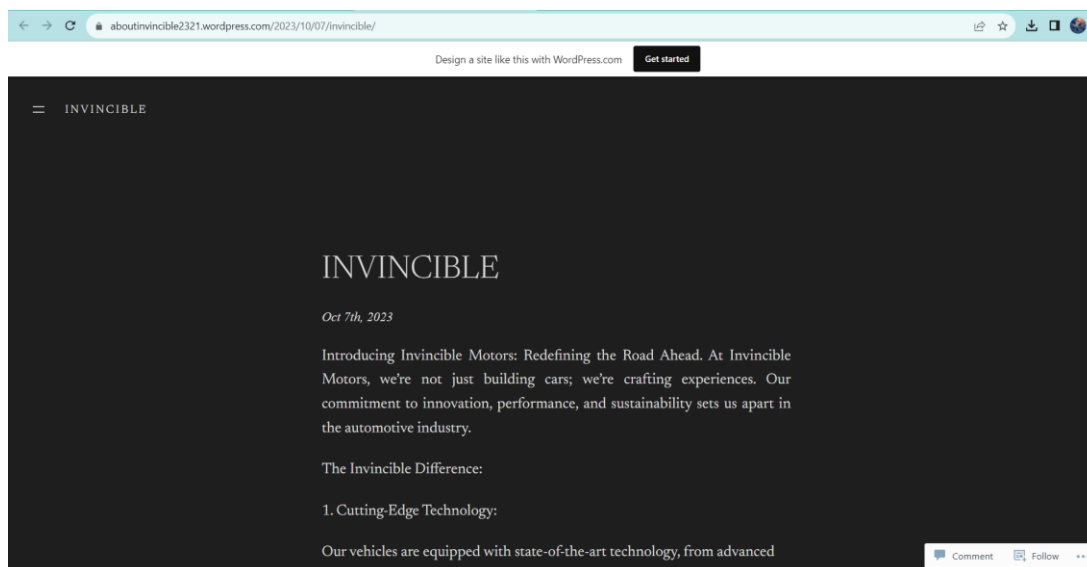 aboutinvincible2321.wordpress.com/2023/10/07/invincible/
Design a site like this with WordPress.com Get started
INVINCIBLE
INVINCIBLE
Oct 7th, 2023
Introducing Invincible Motors: Redefining the Road Ahead. At Invincible
Motors, we're not just building cars; we're crafting experiences. Our
commitment to innovation, performance, and sustainability sets us apart in
the automotive industry.
The Invincible Difference:
1. Cutting-Edge Technology:
Our vehicles are equipped with state-of-the-art technology, from advanced
Comment Follow